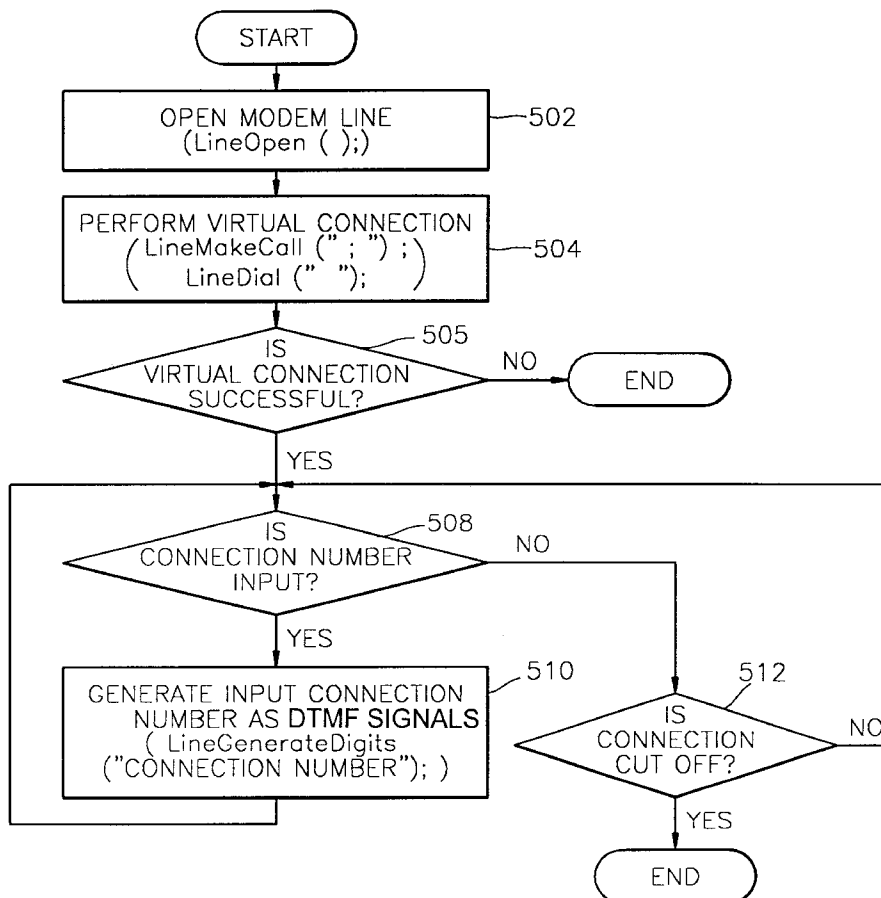 START
OPEN MODEM LINE
(LineOpen ( );)
502
PERFORM VIRTUAL CONNECTION
(LineMakeCall (" ; ") ;
LineDial (" ");)
504
IS
VIRTUAL CONNECTION
SUCCESSFUL?
505
NO
END
YES
IS
CONNECTION NUMBER
INPUT?
508
NO
YES
GENERATE INPUT CONNECTION
NUMBER AS DTMF SIGNALS
( LineGenerateDigits
("CONNECTION NUMBER"); )
510
IS
CONNECTION
CUT OFF?
512
NO
YES
END